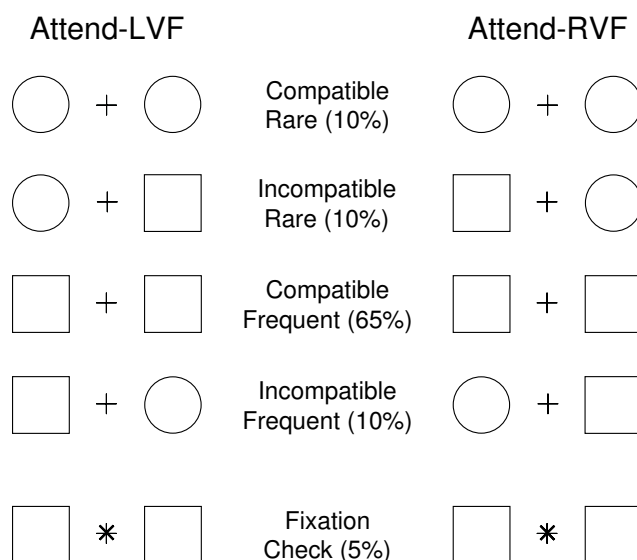 Attend-LVF
Attend-RVF
Compatible
Rare (10%)
Incompatible
Rare (10%)
Compatible
Frequent (65%)
Incompatible
Frequent (10%)
Fixation
Check (5%)